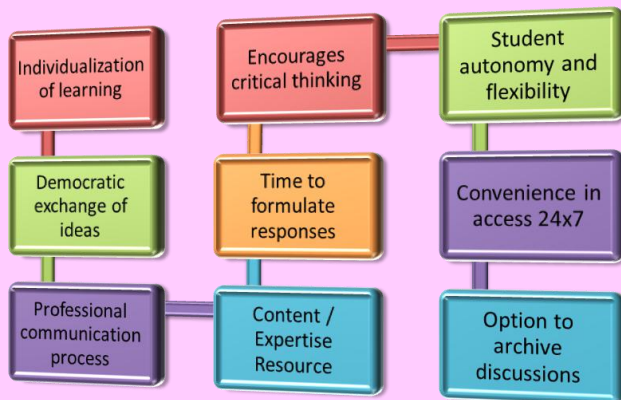 Individualization
of learning
Democratic
exchange of
ideas
Professional
communication
process
Content /
Expertise
Resource
Time to
formulate
responses
Encourages
critical thinking
Student
autonomy and
flexibility
Convenience in
access 24x7
Option to
archive
discussions